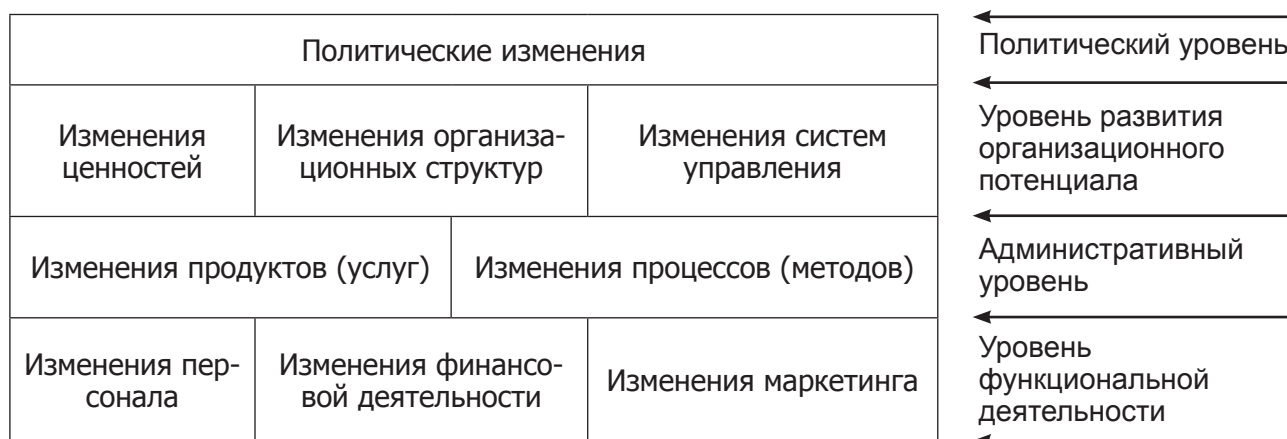 Политические изменения
Политический уровень
Изменения
ценностей
Изменения организа-
ционных структур
Изменения систем
управления
Уровень развития
организационного
потенциала
Изменения продуктов (услуг)
Изменения процессов (методов)
Административный
уровень
Изменения пер-
сонала
Изменения финансо-
вой деятельности
Изменения маркетинга
Уровень
функциональной
деятельности